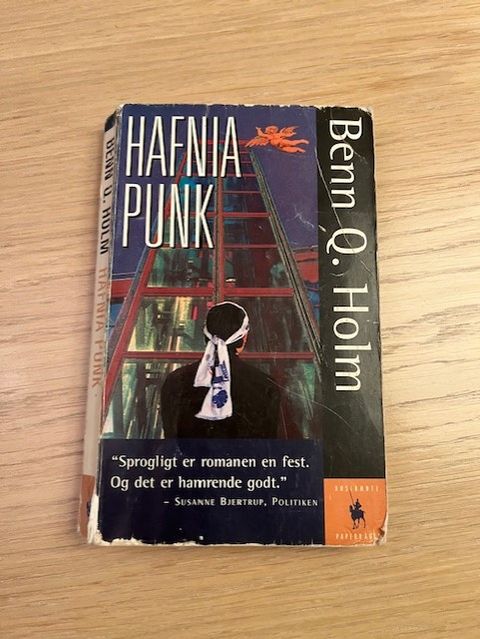 HAFNIA
PUNK
Benn Q. Holm
BENN Q. HOLM HAFNIA PUNK
"Sprogligt er romanen en fest.
Og det er hamrende godt."
– SUSANNE BJERTRUP, POLITIKEN
ROSINANTE
PAPERBACK